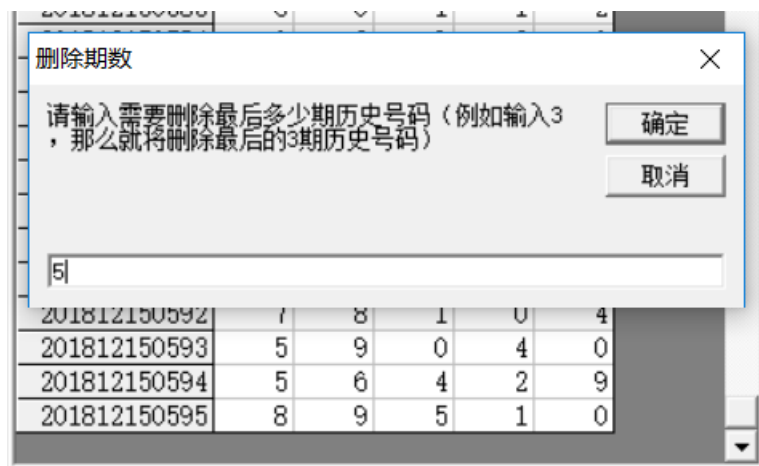 删除期数
请输入需要删除最后多少期历史号码（例如输入3
，那么就将删除最后的3期历史号码）
确定
取消
5
201812150592 7 8 1 0 4
201812150593 5 9 0 4 0
201812150594 5 6 4 2 9
201812150595 8 9 5 1 0